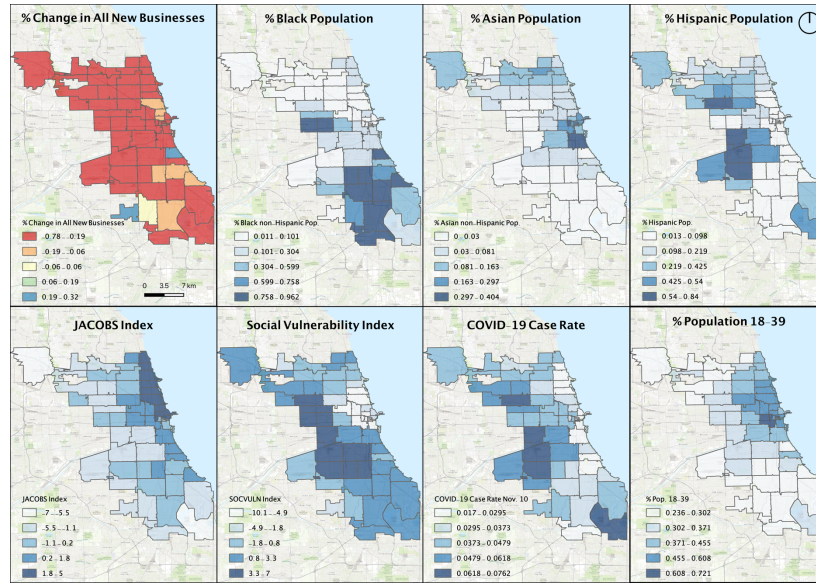 % Change in All New Businesses
% Change in All New Businesses
-0.78 - -0.19
-0.19 - -0.06
-0.06 - 0.06
0.06 - 0.19
0.19 - 0.32
0 3.5 7 km
% Black Population
% Black non-Hispanic Pop
0.011 - 0.101
0.101 - 0.304
0.304 - 0.599
0.599 - 0.758
0.758 - 0.962
% Asian Population
% Asian non-Hispanic Pop
0 - 0.03
0.03 - 0.081
0.081 - 0.163
0.163 - 0.297
0.297 - 0.404
% Hispanic Population
% Hispanic Pop
0.013 - 0.098
0.098 - 0.219
0.219 - 0.425
0.425 - 0.54
0.54 - 0.84
JACOBS Index
JACOBS Index
-7 - -5.5
-5.5 - -1.1
-1.1 - 0.2
0.2 - 1.8
1.8 - 5
Social Vulnerability Index
SOCVULN Index
-10.1 - -4.9
-4.9 - -1.8
-1.8 - 0.8
0.8 - 3.3
3.3 - 7
COVID-19 Case Rate
COVID-19 Case Rate Nov. 10
0.017 - 0.0295
0.0295 - 0.0373
0.0373 - 0.0479
0.0479 - 0.0618
0.0618 - 0.0762
% Population 18-39
% Pop. 18-39
0.236 - 0.302
0.302 - 0.371
0.371 - 0.455
0.455 - 0.608
0.608 - 0.721